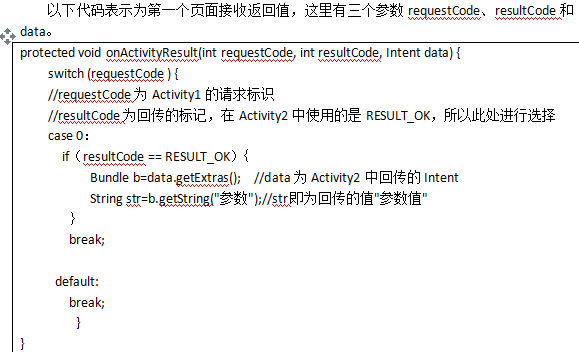 以下代码表示为第一个页面接收返回值，这里有三个参数 requestCode、resultCode 和
data。
protected void onActivityResult(int requestCode, int resultCode, Intent data) {
switch (requestCode ) {
//requestCode 为 Activity1 的请求标识
//resultCode 为回传的标记，在 Activity2 中使用的是 RESULT_OK，所以此处进行选择
case 0：
if（resultCode == RESULT_OK）{
Bundle b=data.getExtras(); //data 为 Activity2 中回传的 Intent
String str=b.getString("参数");//str 即为回传的值"参数值"
}
break;
default:
break;
}
}